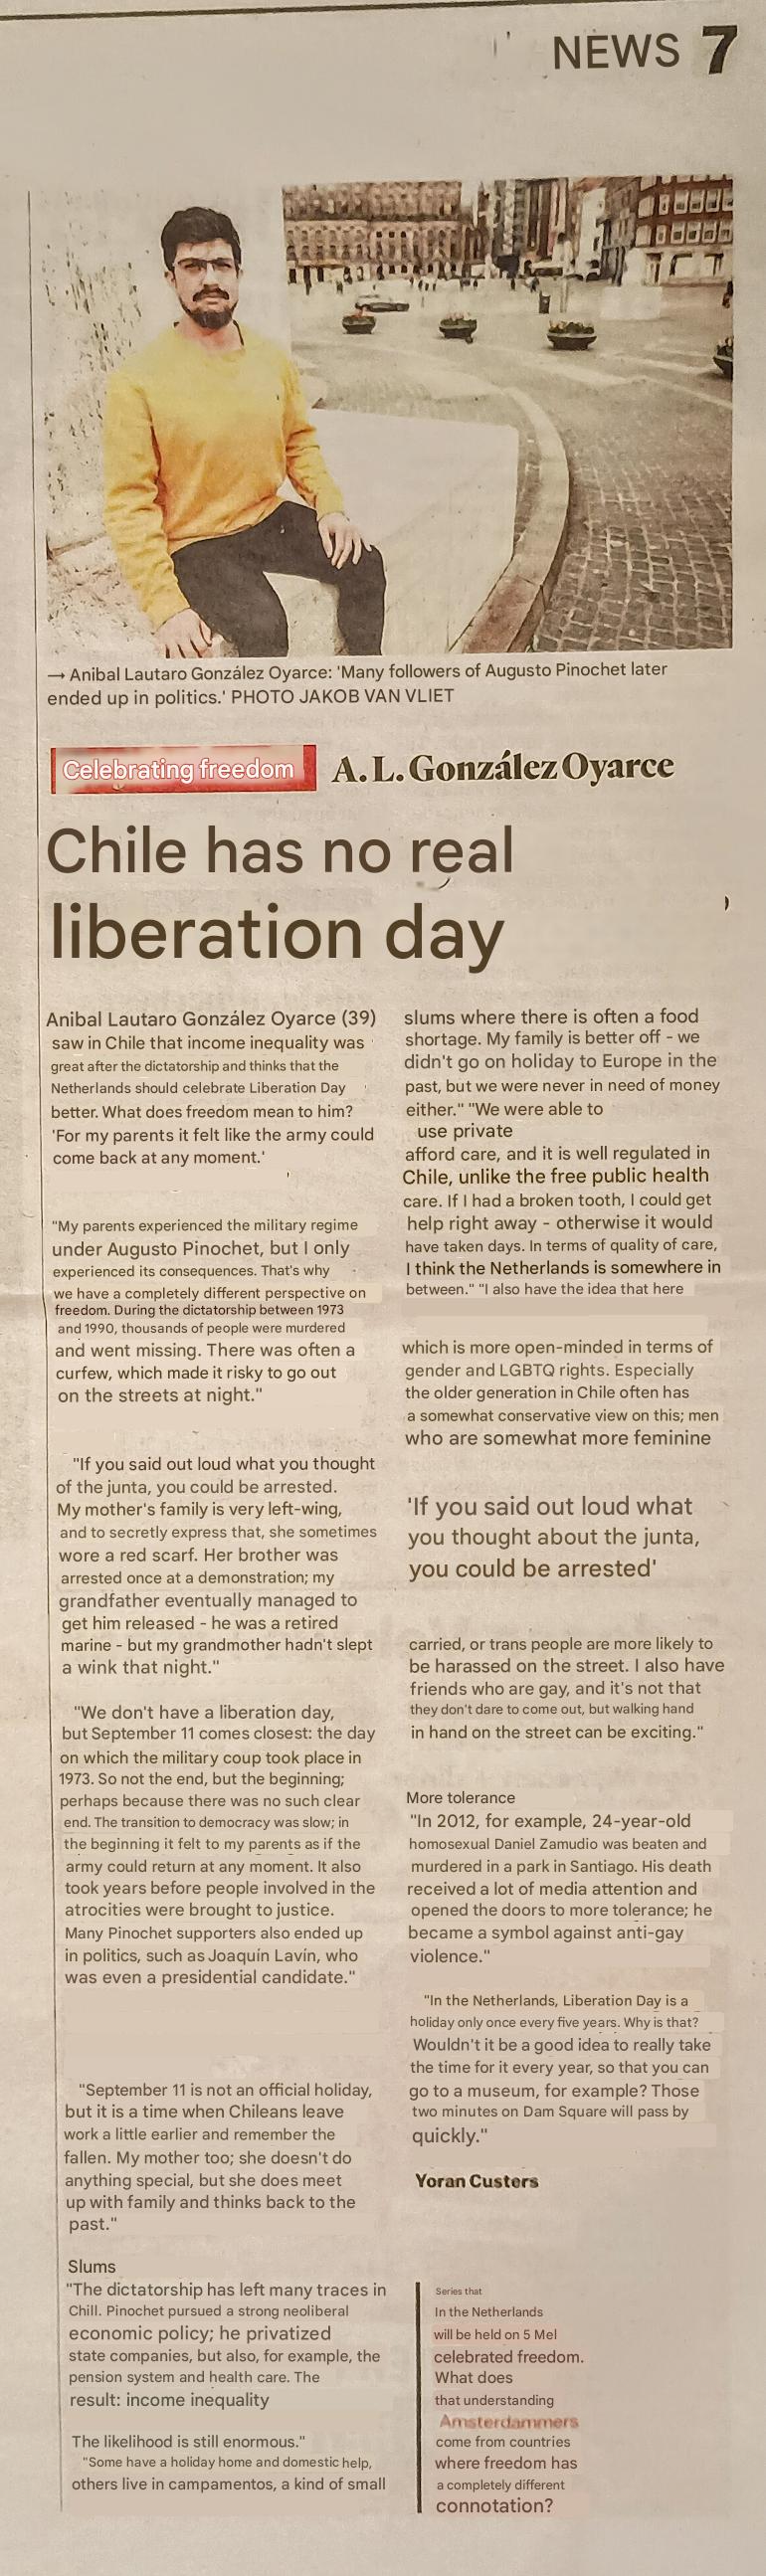 NEWS 7
→ Anibal Lautaro González Oyarce: 'Many followers of Augusto Pinochet later
ended up in politics.' PHOTO JAKOB VAN VLIET
Celebrating freedom A. L. González Oyarce
Chile has no real
liberation day
Anibal Lautaro González Oyarce (39)
saw in Chile that income inequality was
great after the dictatorship and thinks that the
Netherlands should celebrate Liberation Day
better. What does freedom mean to him?
'For my parents it felt like the army could
come back at any moment.'
"My parents experienced the military regime
under Augusto Pinochet, but I only
experienced its consequences. That's why
we have a completely different perspective on
freedom. During the dictatorship between 1973
and 1990, thousands of people were murdered
and went missing. There was often a
curfew, which made it risky to go out
on the streets at night."
"If you said out loud what you thought
of the junta, you could be arrested.
My mother's family is very left-wing,
and to secretly express that, she sometimes
wore a red scarf. Her brother was
arrested once at a demonstration; my
grandfather eventually managed to
get him released - he was a retired
marine - but my grandmother hadn't slept
a wink that night."
"We don't have a liberation day,
but September 11 comes closest: the day
on which the military coup took place in
1973. So not the end, but the beginning;
perhaps because there was no such clear
end. The transition to democracy was slow; in
the beginning it felt to my parents as if the
army could return at any moment. It also
took years before people involved in the
atrocities were brought to justice.
Many Pinochet supporters also ended up
in politics, such as Joaquín Lavín, who
was even a presidential candidate."
"September 11 is not an official holiday,
but it is a time when Chileans leave
work a little earlier and remember the
fallen. My mother too; she doesn't do
anything special, but she does meet
up with family and thinks back to the
past."
Slums
"The dictatorship has left many traces in
Chill. Pinochet pursued a strong neoliberal
economic policy; he privatized
state companies, but also, for example, the
pension system and health care. The
result: income inequality
The likelihood is still enormous."
"Some have a holiday home and domestic help,
others live in campamentos, a kind of small
slums where there is often a food
shortage. My family is better off - we
didn't go on holiday to Europe in the
past, but we were never in need of money
either." "We were able to
use private
afford care, and it is well regulated in
Chile, unlike the free public health
care. If I had a broken tooth, I could get
help right away - otherwise it would
have taken days. In terms of quality of care,
I think the Netherlands is somewhere in
between." "I also have the idea that here
which is more open-minded in terms of
gender and LGBTQ rights. Especially
the older generation in Chile often has
a somewhat conservative view on this; men
who are somewhat more feminine
'If you said out loud what
you thought about the junta,
you could be arrested'
carried, or trans people are more likely to
be harassed on the street. I also have
friends who are gay, and it's not that
they don't dare to come out, but walking hand
in hand on the street can be exciting."
More tolerance
"In 2012, for example, 24-year-old
homosexual Daniel Zamudio was beaten and
murdered in a park in Santiago. His death
received a lot of media attention and
opened the doors to more tolerance; he
became a symbol against anti-gay
violence."
"In the Netherlands, Liberation Day is a
holiday only once every five years. Why is that?
Wouldn't it be a good idea to really take
the time for it every year, so that you can
go to a museum, for example? Those
two minutes on Dam Square will pass by
quickly."
Yoran Custers
Series that
In the Netherlands
will be held on 5 Mel
celebrated freedom.
What does
that understanding
Amsterdammers
come from countries
where freedom has
a completely different
connotation?